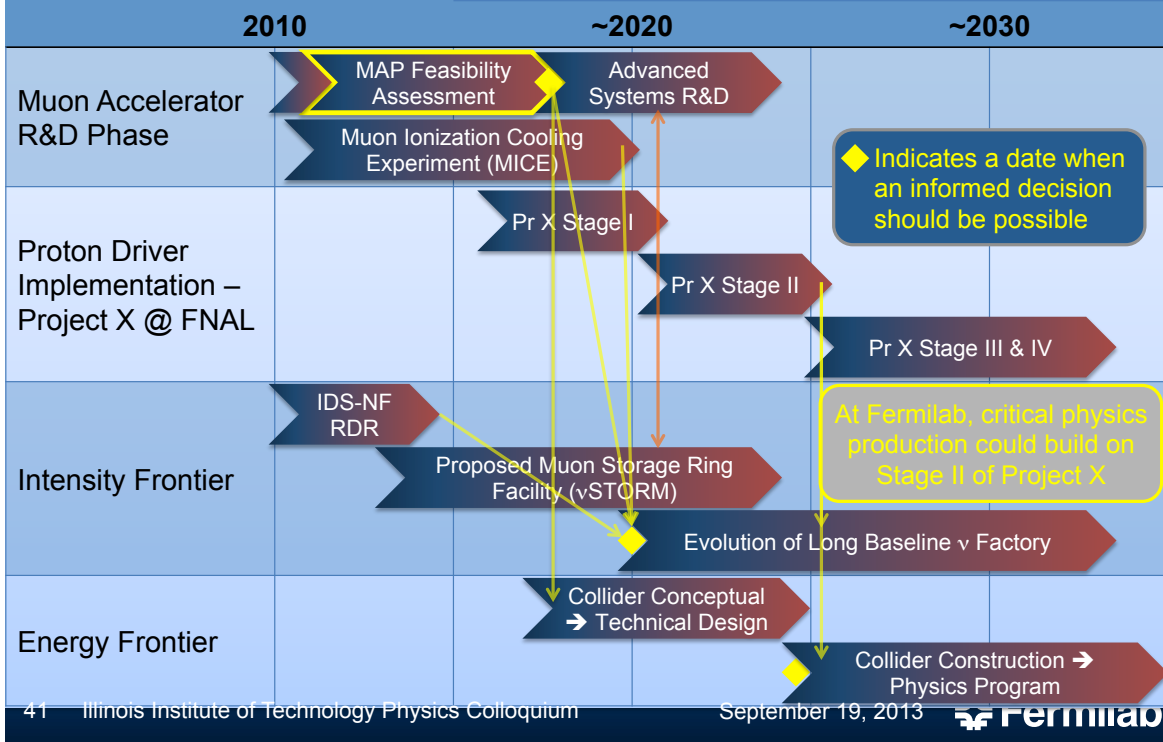 2010
~2020
~2030
Muon Accelerator
R&D Phase
MAP Feasibility
Assessment
Advanced
Systems R&D
Muon Ionization Cooling
Experiment (MICE)
Indicates a date when
an informed decision
should be possible
Proton Driver
Implementation –
Project X @ FNAL
Pr X Stage I
Pr X Stage II
Pr X Stage III & IV
Intensity Frontier
IDS-NF
RDR
At Fermilab, critical physics
production could build on
Stage II of Project X
Proposed Muon Storage Ring
Facility (νSTORM)
Evolution of Long Baseline ν Factory
Energy Frontier
Collider Conceptual
➔ Technical Design
Collider Construction ➔
Physics Program
41 Illinois Institute of Technology Physics Colloquium September 19, 2013 Fermilab